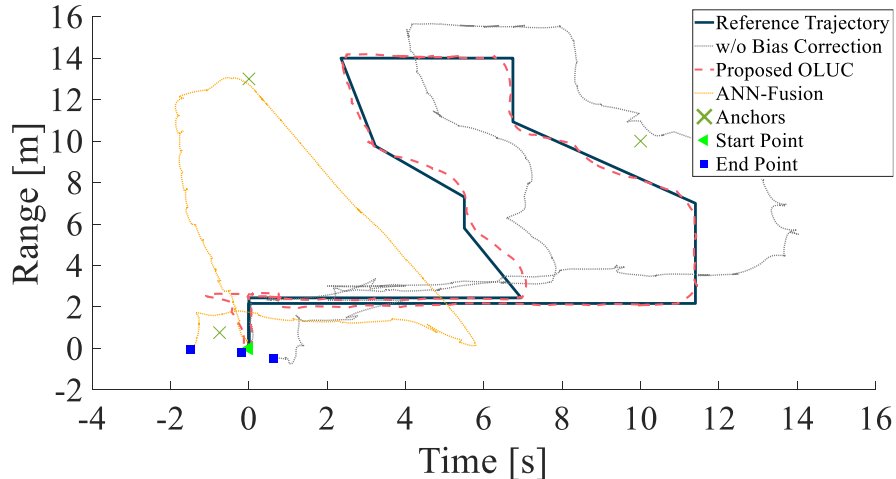 16
14
12
10
8
6
4
2
0
-2
Range [m]
-4
-2
0
2
4
6
8
10
12
14
16
Time [s]
Reference Trajectory
w/o Bias Correction
Proposed OLUC
ANN-Fusion
Anchors
Start Point
End Point